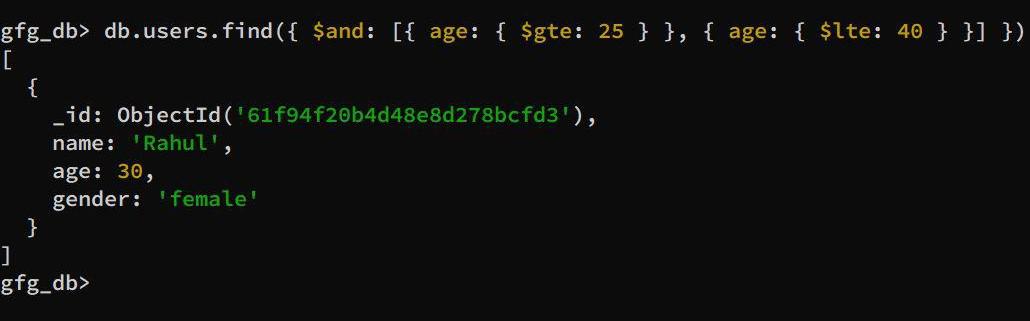 gfg_db> db.users.find({ $and: [{ age: { $gte: 25 } }, { age: { $lte: 40 } }] })
[
  {
    _id: ObjectId('61f94f20b4d48e8d278bcfd3'),
    name: 'Rahul',
    age: 30,
    gender: 'female'
  }
]
gfg_db>